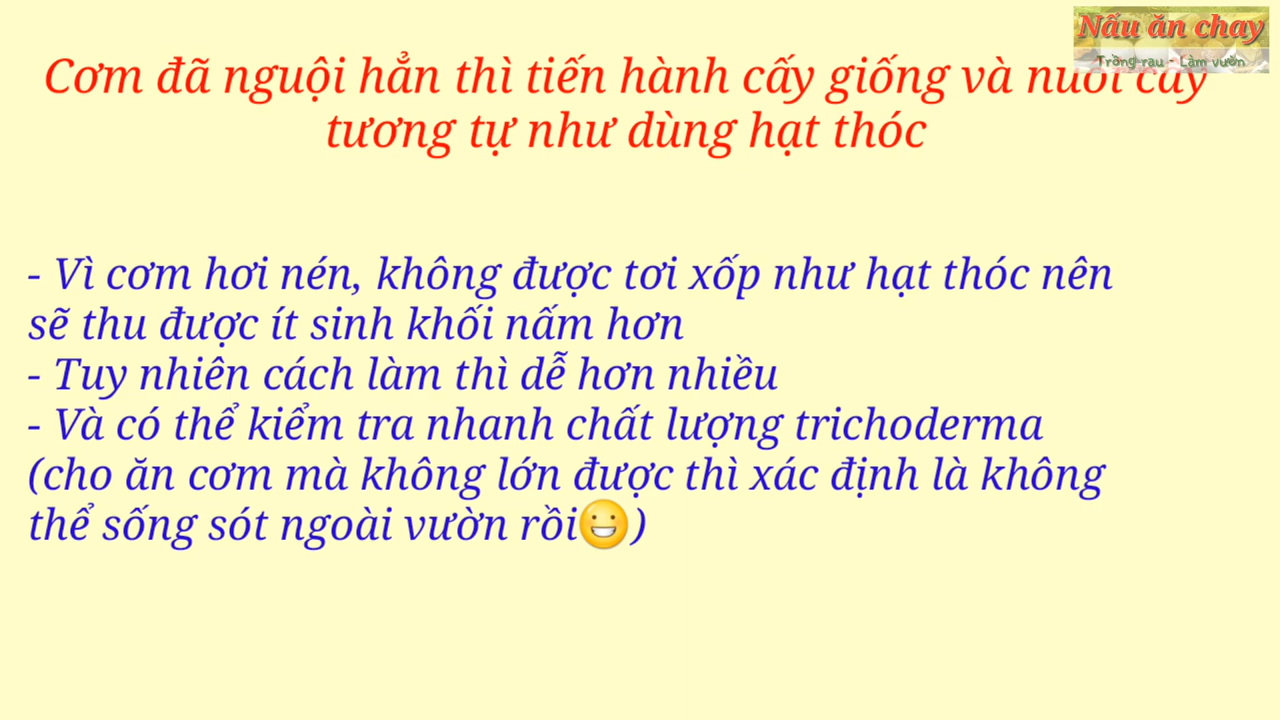 Nấu ăn chay
Trồng rau - Làm vườn
Cơm đã nguội hẳn thì tiến hành cấy giống và nuôi cấy
tương tự như dùng hạt thóc
- Vì cơm hơi nén, không được tơi xốp như hạt thóc nên
sẽ thu được ít sinh khối nấm hơn
- Tuy nhiên cách làm thì dễ hơn nhiều
- Và có thể kiểm tra nhanh chất lượng trichoderma
(cho ăn cơm mà không lớn được thì xác định là không
thể sống sót ngoài vườn rồi😀)